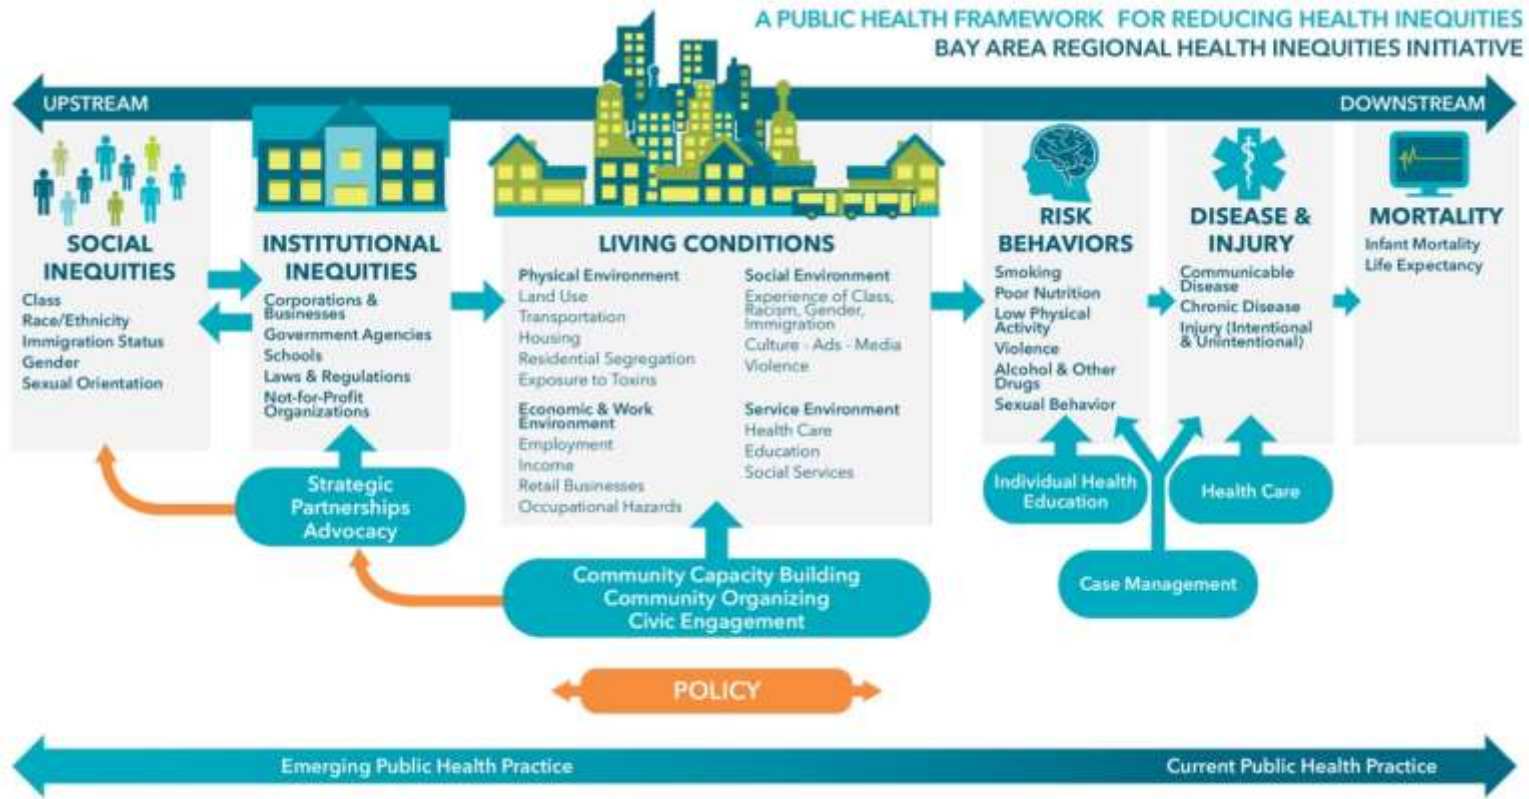 A PUBLIC HEALTH FRAMEWORK FOR REDUCING HEALTH INEQUITIES
BAY AREA REGIONAL HEALTH INEQUITIES INITIATIVE
UPSTREAM
DOWNSTREAM
SOCIAL
INEQUITIES
Class
Race/Ethnicity
Immigration Status
Gender
Sexual Orientation
INSTITUTIONAL
INEQUITIES
Corporations &
Businesses
Government Agencies
Schools
Laws & Regulations
Not-for-Profit
Organizations
Strategic
Partnerships
Advocacy
LIVING CONDITIONS
Physical Environment
Land Use
Transportation
Housing
Residential Segregation
Exposure to Toxins
Economic & Work
Environment
Employment
Income
Retail Businesses
Occupational Hazards
Social Environment
Experience of Class,
Racism, Gender,
Immigration
Culture - Ads - Media
Violence
Service Environment
Health Care
Education
Social Services
Community Capacity Building
Community Organizing
Civic Engagement
RISK
BEHAVIORS
Smoking
Poor Nutrition
Low Physical
Activity
Violence
Alcohol & Other
Drugs
Sexual Behavior
Individual Health
Education
DISEASE &
INJURY
Communicable
Disease
Chronic Disease
Injury (Intentional
& Unintentional)
Health Care
Case Management
MORTALITY
Infant Mortality
Life Expectancy
POLICY
Emerging Public Health Practice
Current Public Health Practice